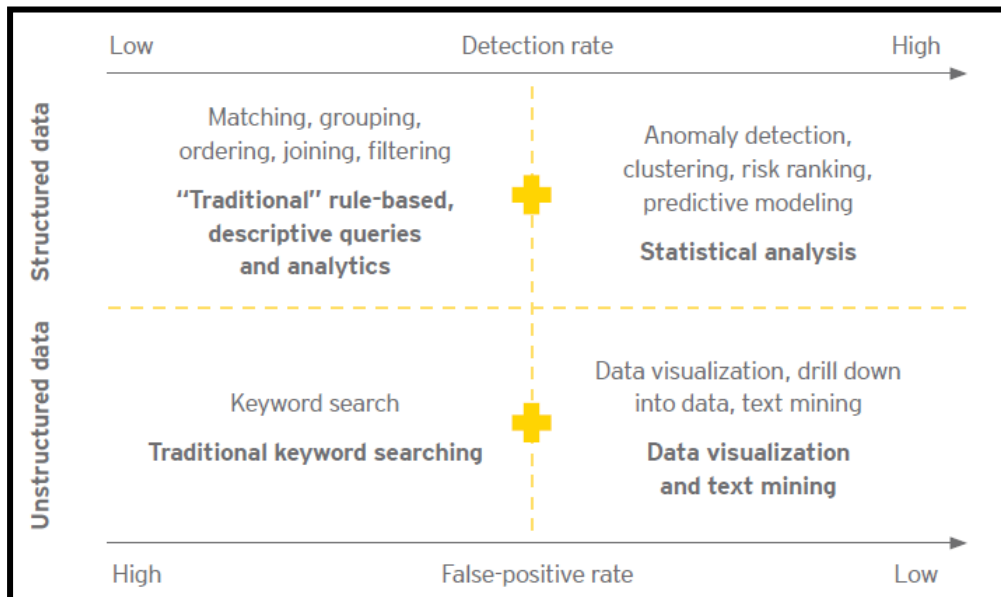 Low Detection rate High
Structured data
Matching, grouping,
ordering, joining, filtering
“Traditional” rule-based,
descriptive queries
and analytics
Anomaly detection,
clustering, risk ranking,
predictive modeling
Statistical analysis
Unstructured data
Keyword search
Traditional keyword searching
Data visualization, drill down
into data, text mining
Data visualization
and text mining
High False-positive rate Low